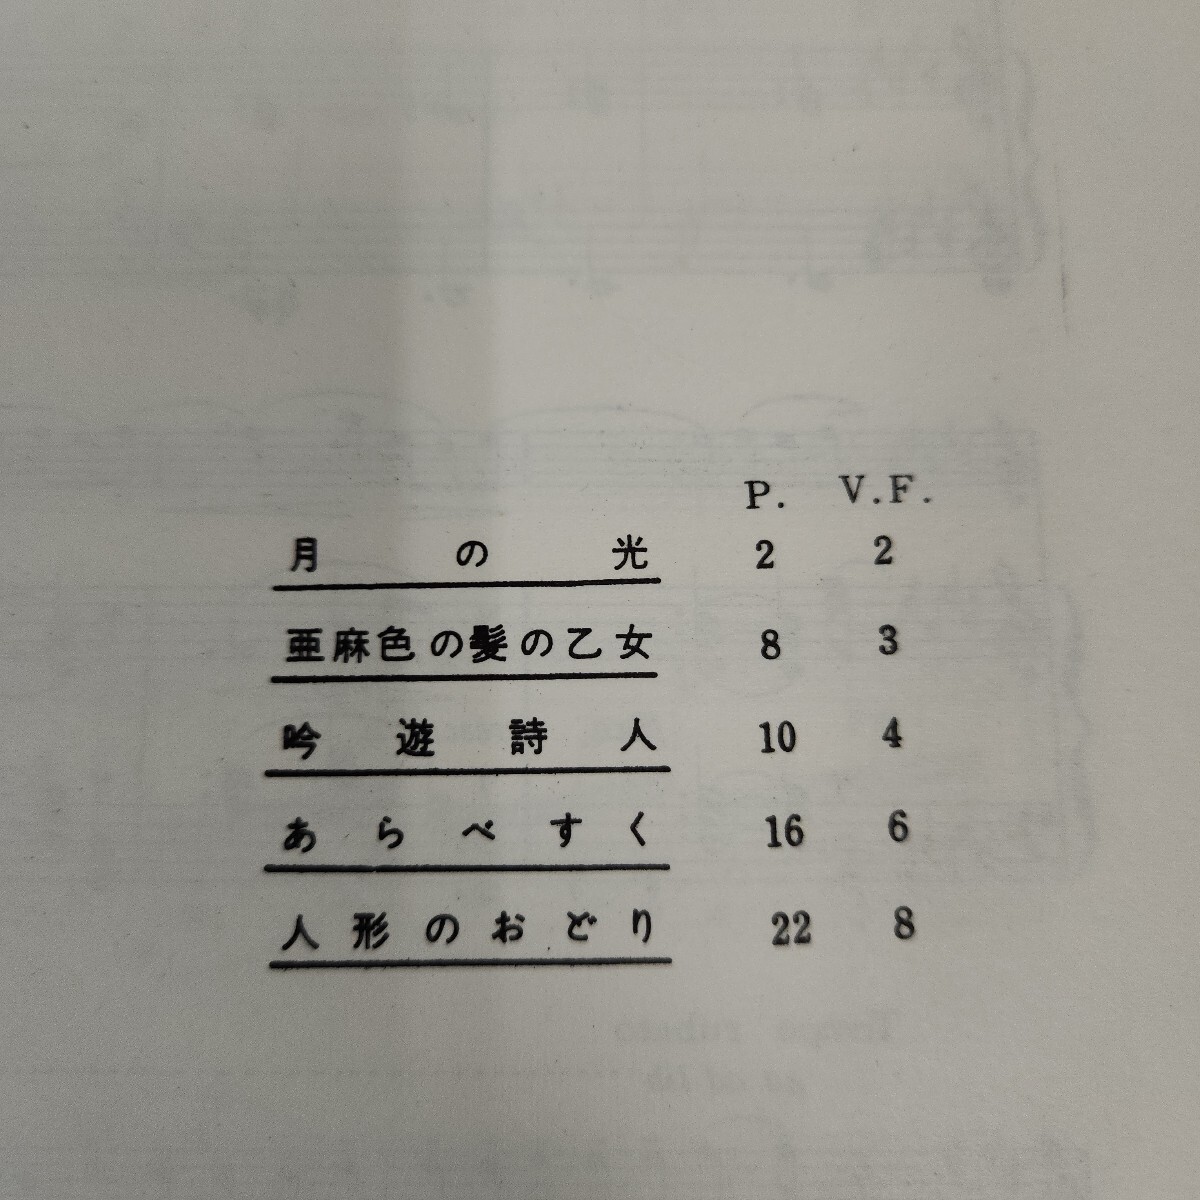 P. V.F.
月の光 2 2
亜麻色の髪の乙女 8 3
吟遊詩人 10 4
あらべすく 16 6
人形のおどり 22 8